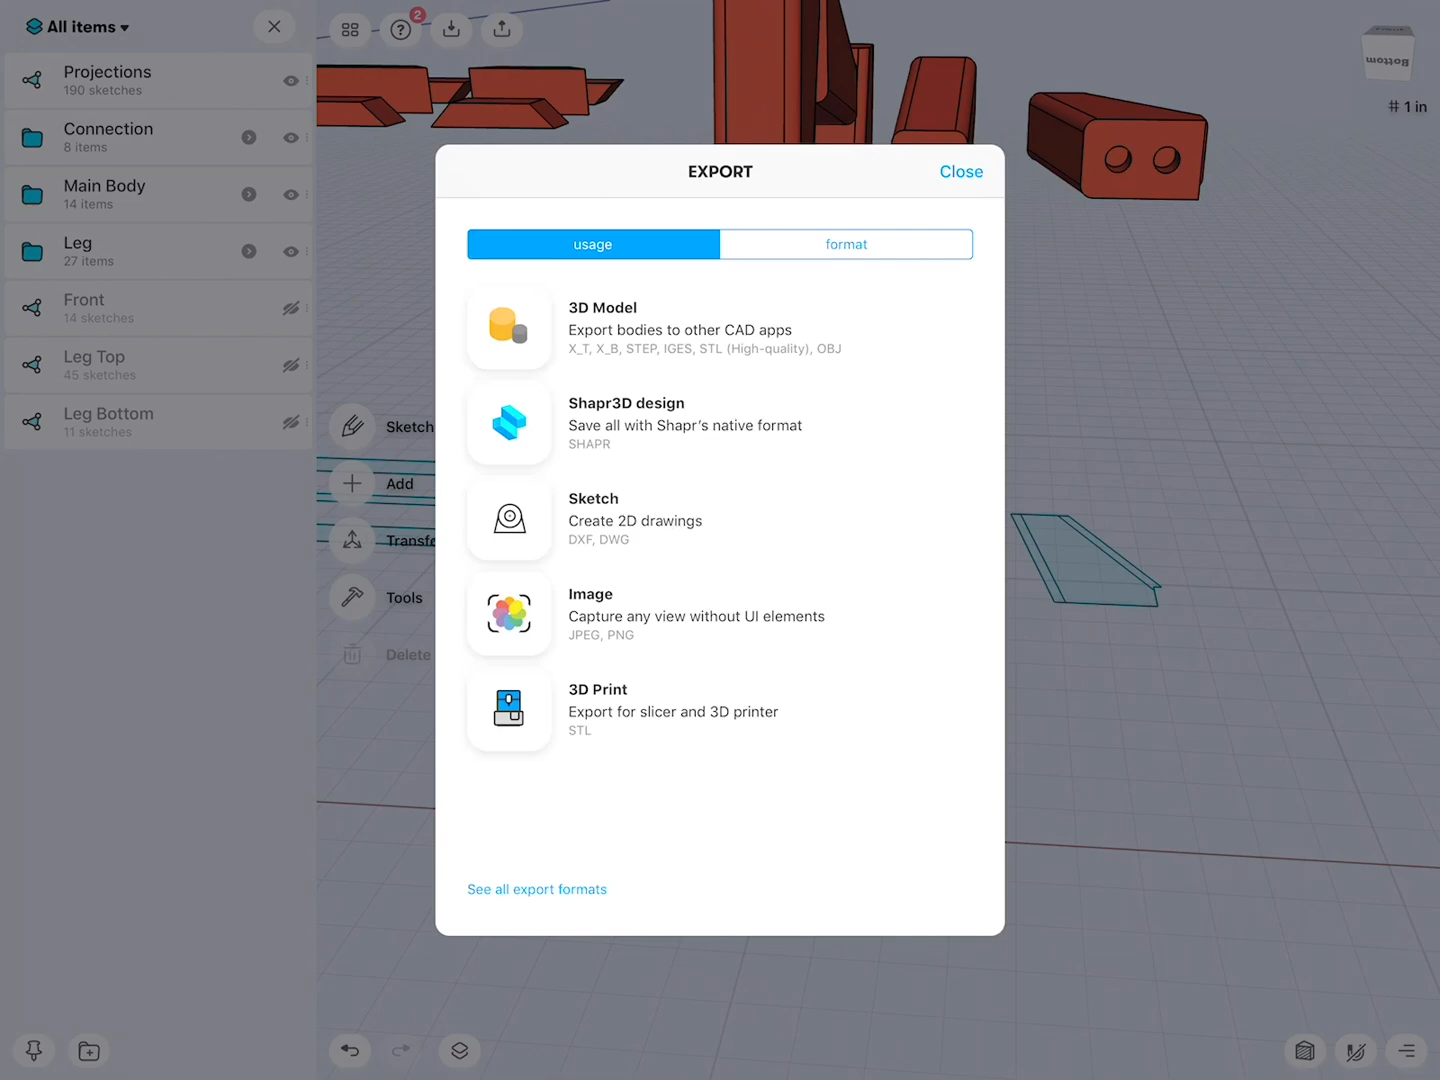 All items
Projections
190 sketches
Connection
8 items
Main Body
14 items
Leg
27 items
Front
14 sketches
Leg Top
45 sketches
Leg Bottom
11 sketches
2
Bottom
# 1 in
Sketch
Add
Transfo
Tools
Delete
EXPORT
Close
usage
format
3D Model
Export bodies to other CAD apps
X_T, X_B, STEP, IGES, STL (High-quality), OBJ
Shapr3D design
Save all with Shapr's native format
SHAPR
Sketch
Create 2D drawings
DXF, DWG
Image
Capture any view without UI elements
JPEG, PNG
3D Print
Export for slicer and 3D printer
STL
See all export formats